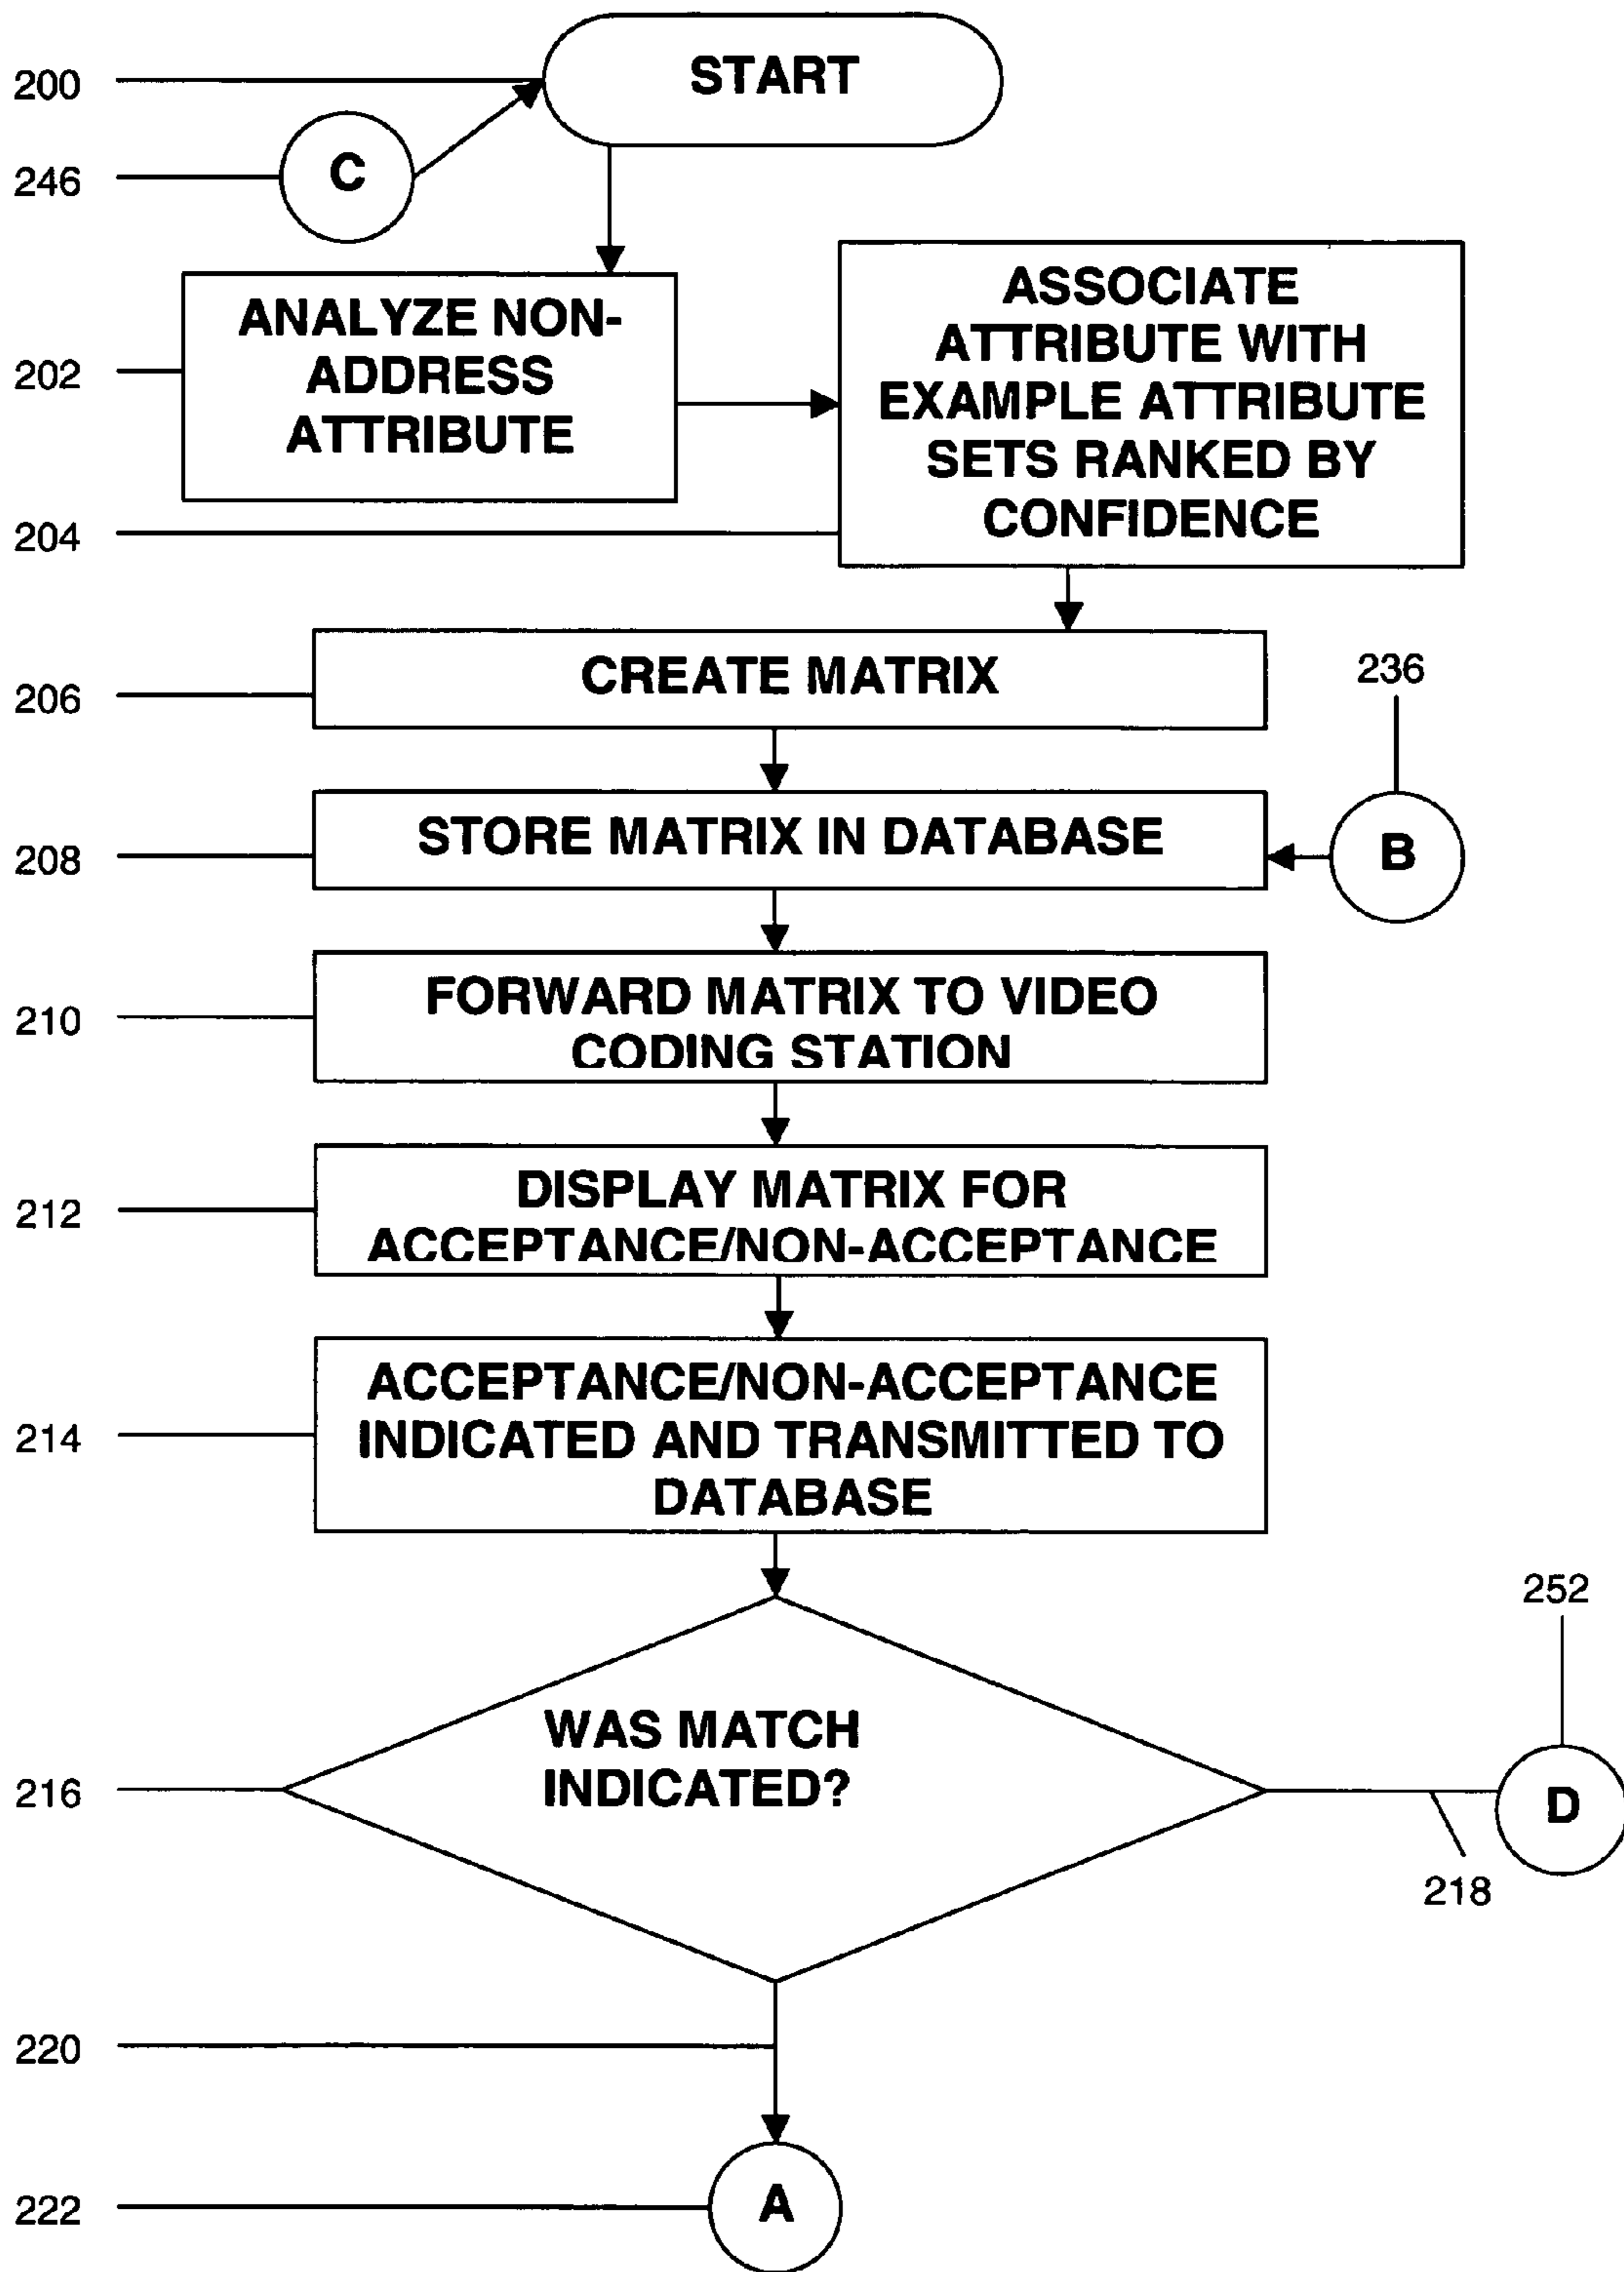 200
START
246
C
202
ANALYZE NON-
ADDRESS
ATTRIBUTE
ASSOCIATE
ATTRIBUTE WITH
EXAMPLE ATTRIBUTE
SETS RANKED BY
CONFIDENCE
204
206
CREATE MATRIX
236
208
STORE MATRIX IN DATABASE
B
210
FORWARD MATRIX TO VIDEO
CODING STATION
212
DISPLAY MATRIX FOR
ACCEPTANCE/NON-ACCEPTANCE
214
ACCEPTANCE/NON-ACCEPTANCE
INDICATED AND TRANSMITTED TO
DATABASE
252
216
WAS MATCH
INDICATED?
D
218
220
222
A